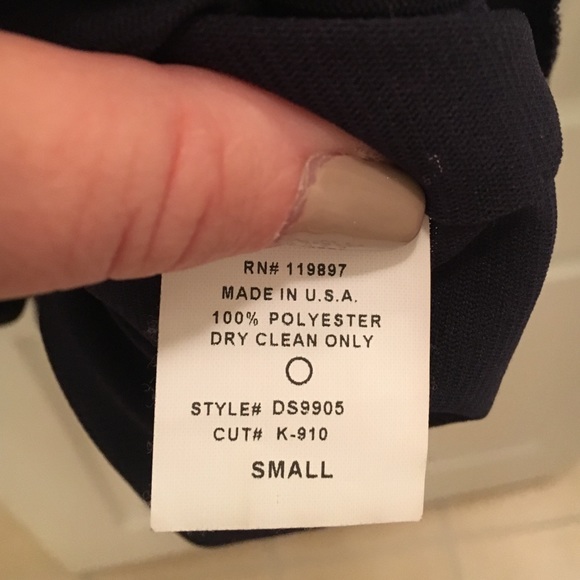 RN# 119897
MADE IN U.S.A.
100% POLYESTER
DRY CLEAN ONLY
STYLE# DS9905
CUT# K-910
SMALL